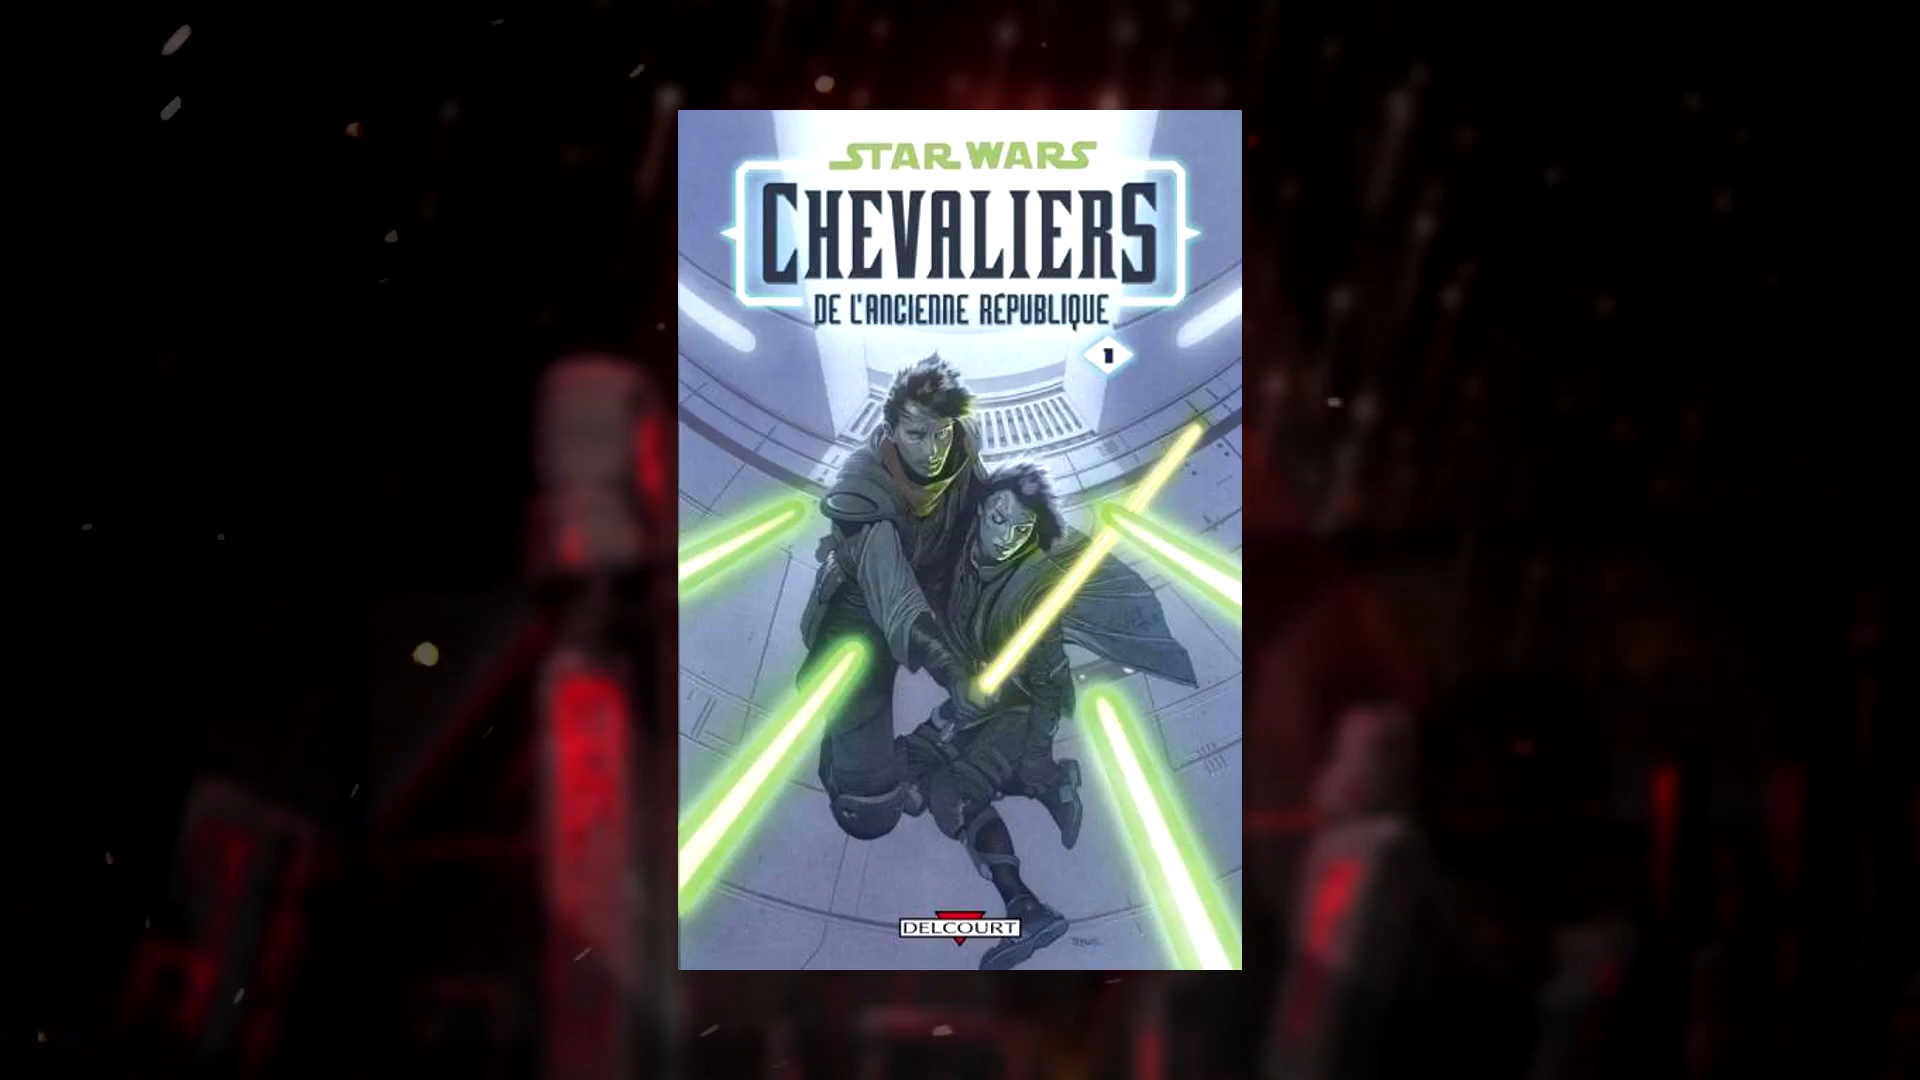 STAR WARS
CHEVALIERS
DE L'ANCIENNE RÉPUBLIQUE
1
DELCOURT